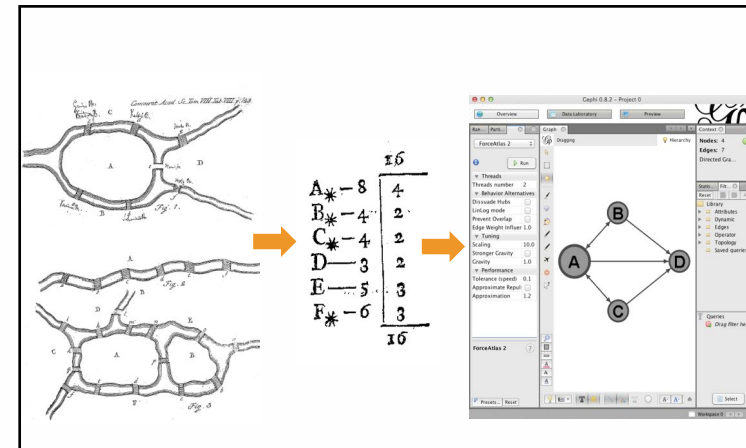 Comment. Acad. Sc. Tom. VIII. Tab. VIII. p. 128
C
A
D
B
Fig. 1.
A
Fig. 2
B
D
E
C
A
B
Fig. 3
16
A* — 8 4
B* — 4 2
C* — 4 2
D — 3 2
E — 5 3
F* — 6 3
16
Gephi 0.8.2 - Project 0
Overview
Data Laboratory
Preview
Ran...
Parti...
ForceAtlas 2
Run
Threads
Threads number 2
Behavior Alternatives
Dissuade Hubs
LinLog mode
Prevent Overlap
Edge Weight Influer 1.0
Tuning
Scaling 10.0
Stronger Gravity
Gravity 1.0
Performance
Tolerance (speed) 0.1
Approximate Repuls
Approximation 1.2
ForceAtlas 2
Presets...
Reset
Graph
Dragging
Hierarchy
B
A
D
C
Context
Nodes: 4
Edges: 7
Directed Gra...
Statis...
Filt...
Reset
Library
Attributes
Dynamic
Edges
Operator
Topology
Saved queries
Queries
Drag filter he
Select
Workspace 0